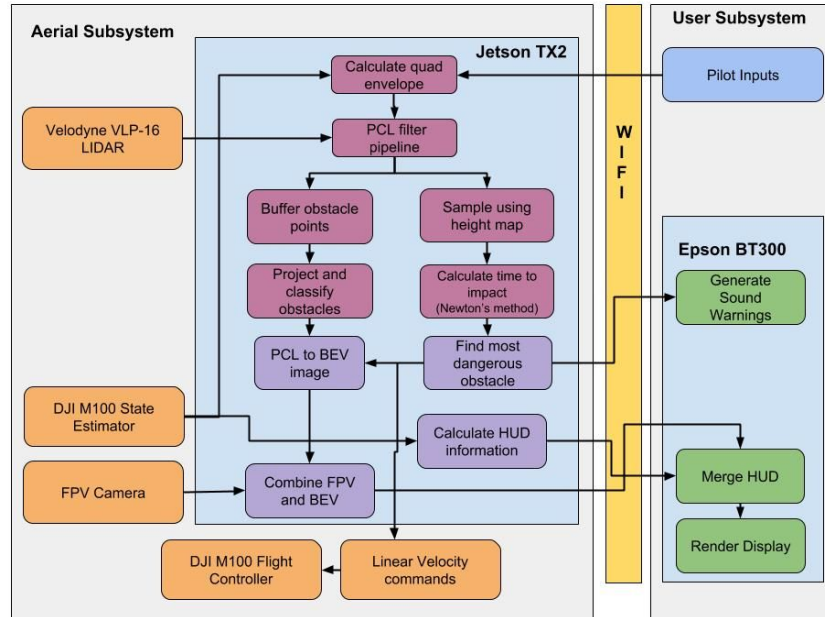 Aerial Subsystem
User Subsystem
Jetson TX2
Calculate quad
envelope
Pilot Inputs
Velodyne VLP-16
LIDAR
PCL filter
pipeline
W
I
F
I
Buffer obstacle
points
Sample using
height map
Epson BT300
Project and
classify
obstacles
Calculate time to
impact
(Newton's method)
Generate
Sound
Warnings
PCL to BEV
image
Find most
dangerous
obstacle
DJI M100 State
Estimator
Calculate HUD
information
FPV Camera
Combine FPV
and BEV
Merge HUD
Render Display
DJI M100 Flight
Controller
Linear Velocity
commands